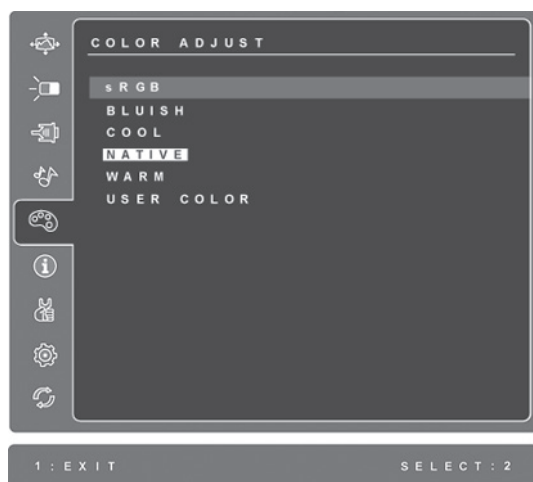 COLOR ADJUST
sRGB
BLUISH
COOL
NATIVE
WARM
USER COLOR
1:EXIT SELECT:2